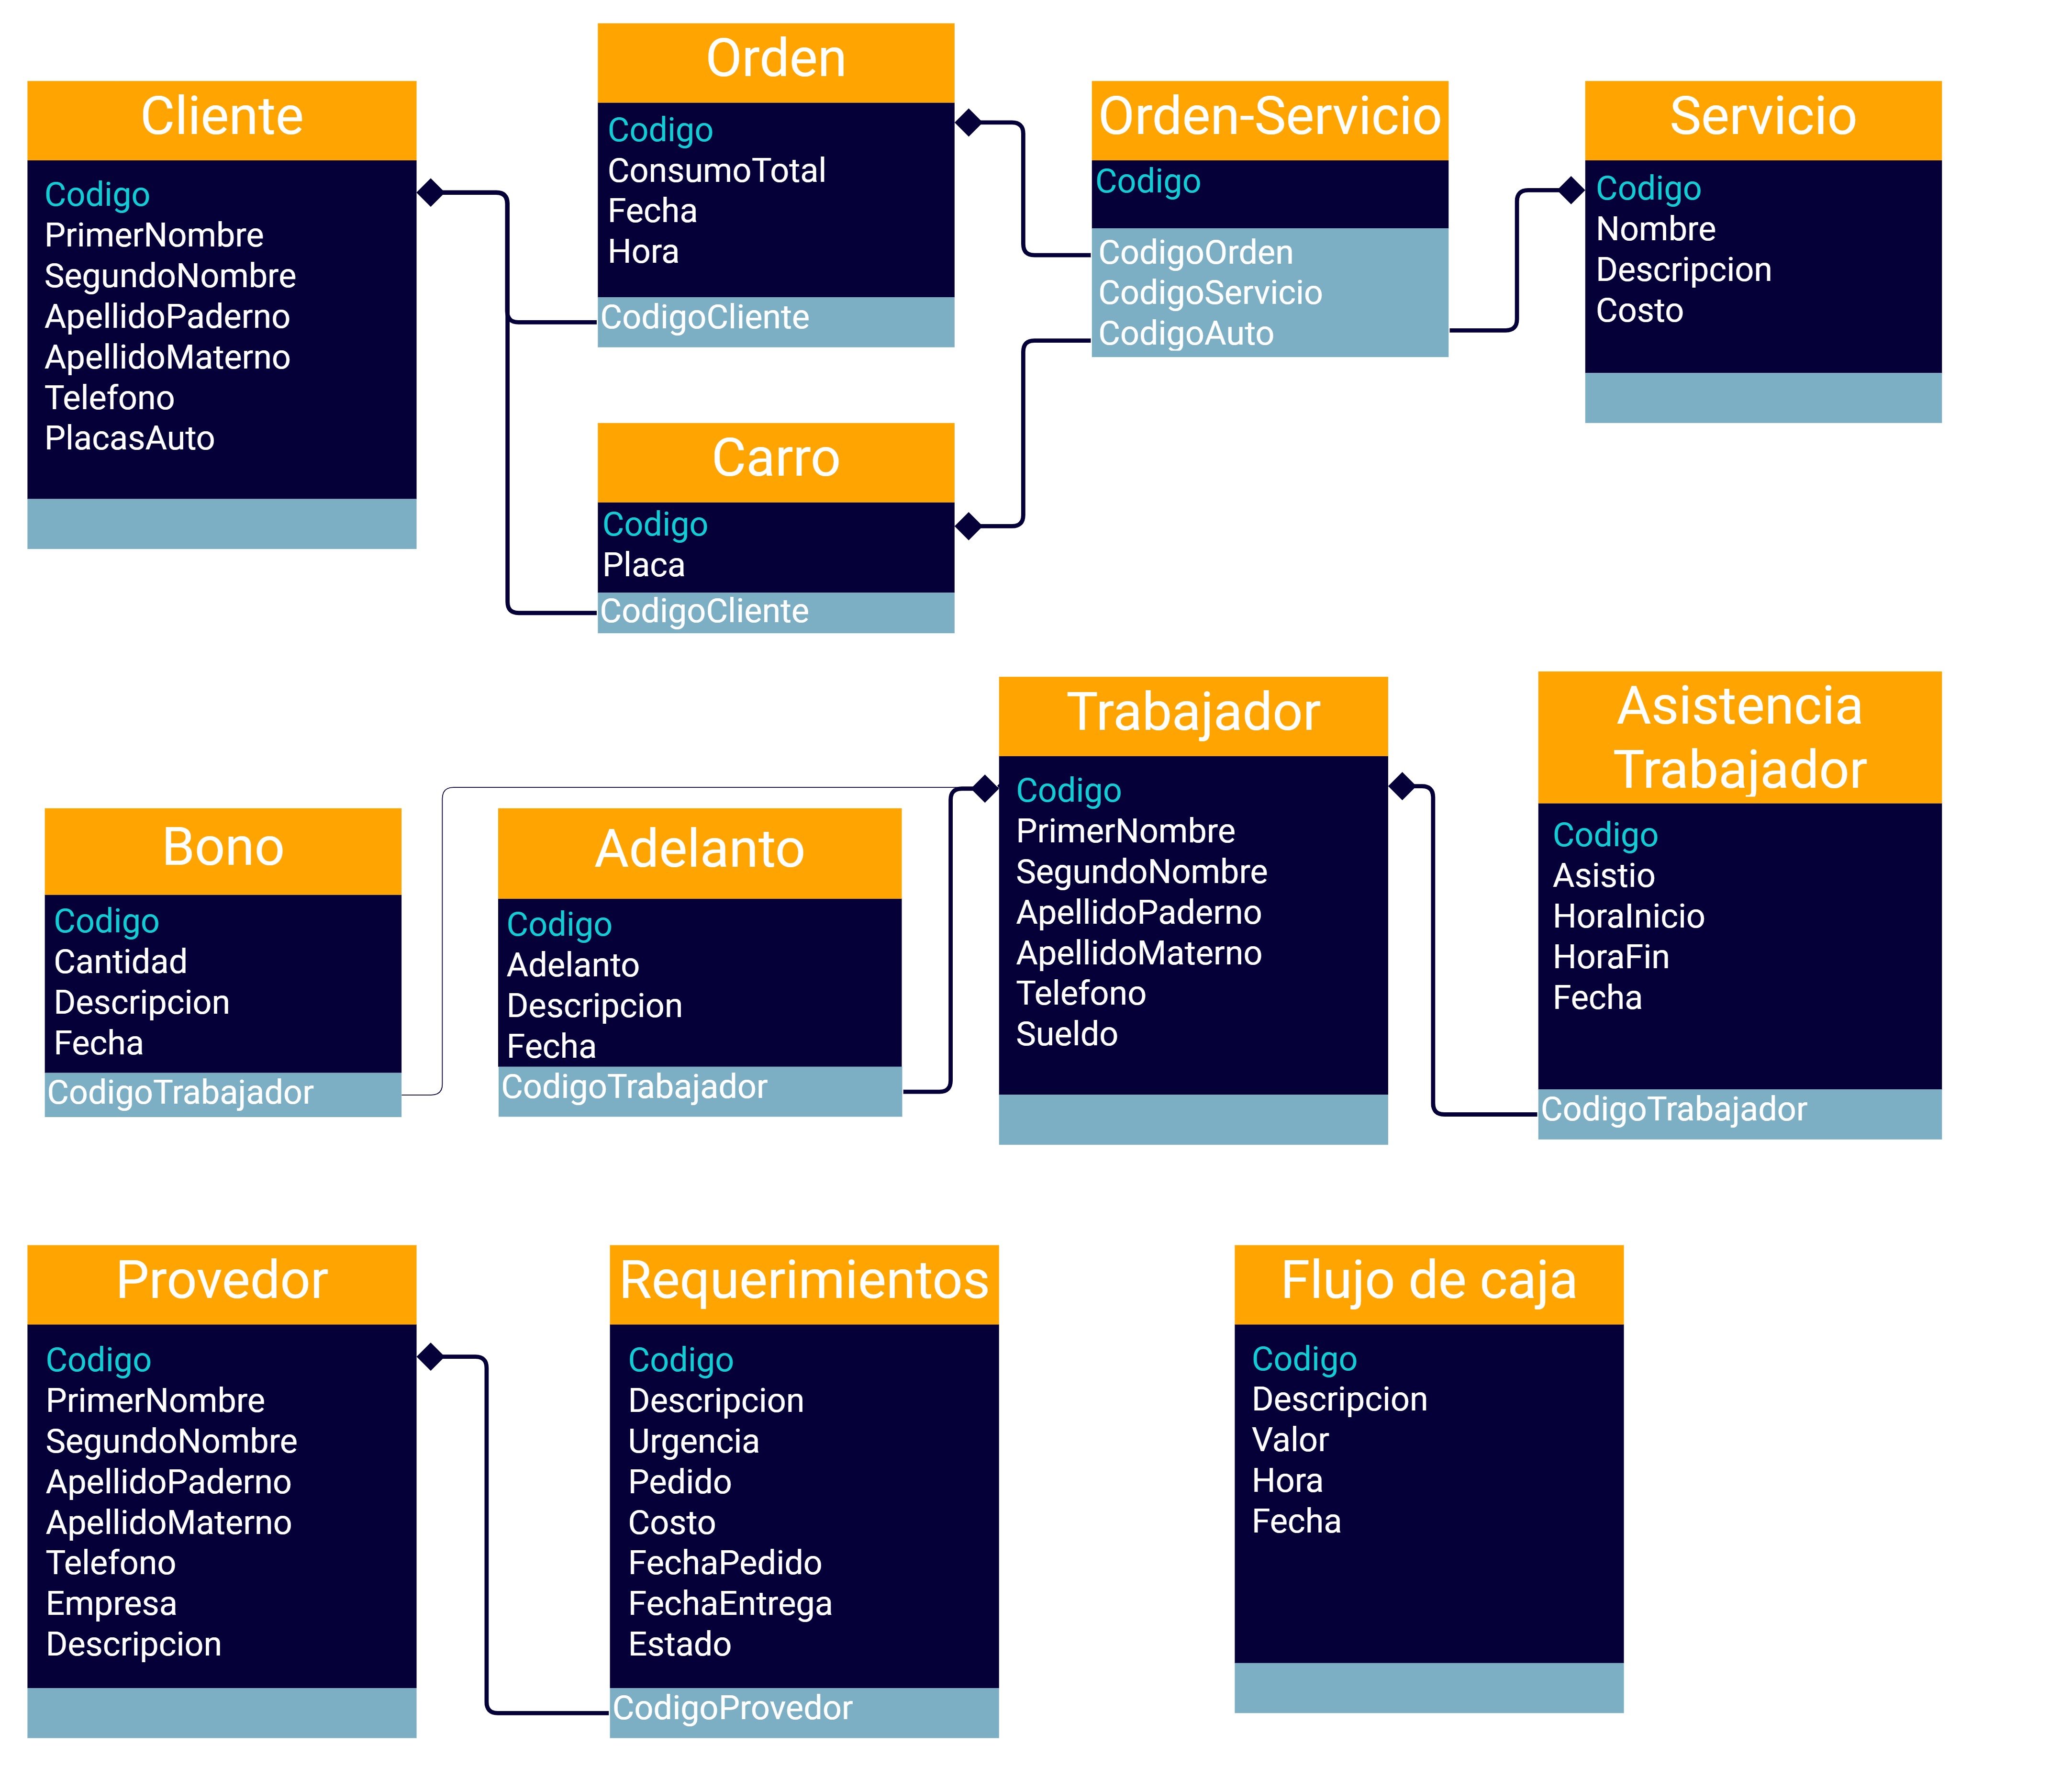 Cliente
Codigo
PrimerNombre
SegundoNombre
ApellidoPaderno
ApellidoMaterno
Telefono
PlacasAuto
Orden
Codigo
ConsumoTotal
Fecha
Hora
CodigoCliente
Orden-Servicio
Codigo
CodigoOrden
CodigoServicio
CodigoAuto
Servicio
Codigo
Nombre
Descripcion
Costo
Carro
Codigo
Placa
CodigoCliente
Bono
Codigo
Cantidad
Descripcion
Fecha
CodigoTrabajador
Adelanto
Codigo
Adelanto
Descripcion
Fecha
CodigoTrabajador
Trabajador
Codigo
PrimerNombre
SegundoNombre
ApellidoPaderno
ApellidoMaterno
Telefono
Sueldo
Asistencia
Trabajador
Codigo
Asistio
HoraInicio
HoraFin
Fecha
CodigoTrabajador
Provedor
Codigo
PrimerNombre
SegundoNombre
ApellidoPaderno
ApellidoMaterno
Telefono
Empresa
Descripcion
Requerimientos
Codigo
Descripcion
Urgencia
Pedido
Costo
FechaPedido
FechaEntrega
Estado
CodigoProvedor
Flujo de caja
Codigo
Descripcion
Valor
Hora
Fecha